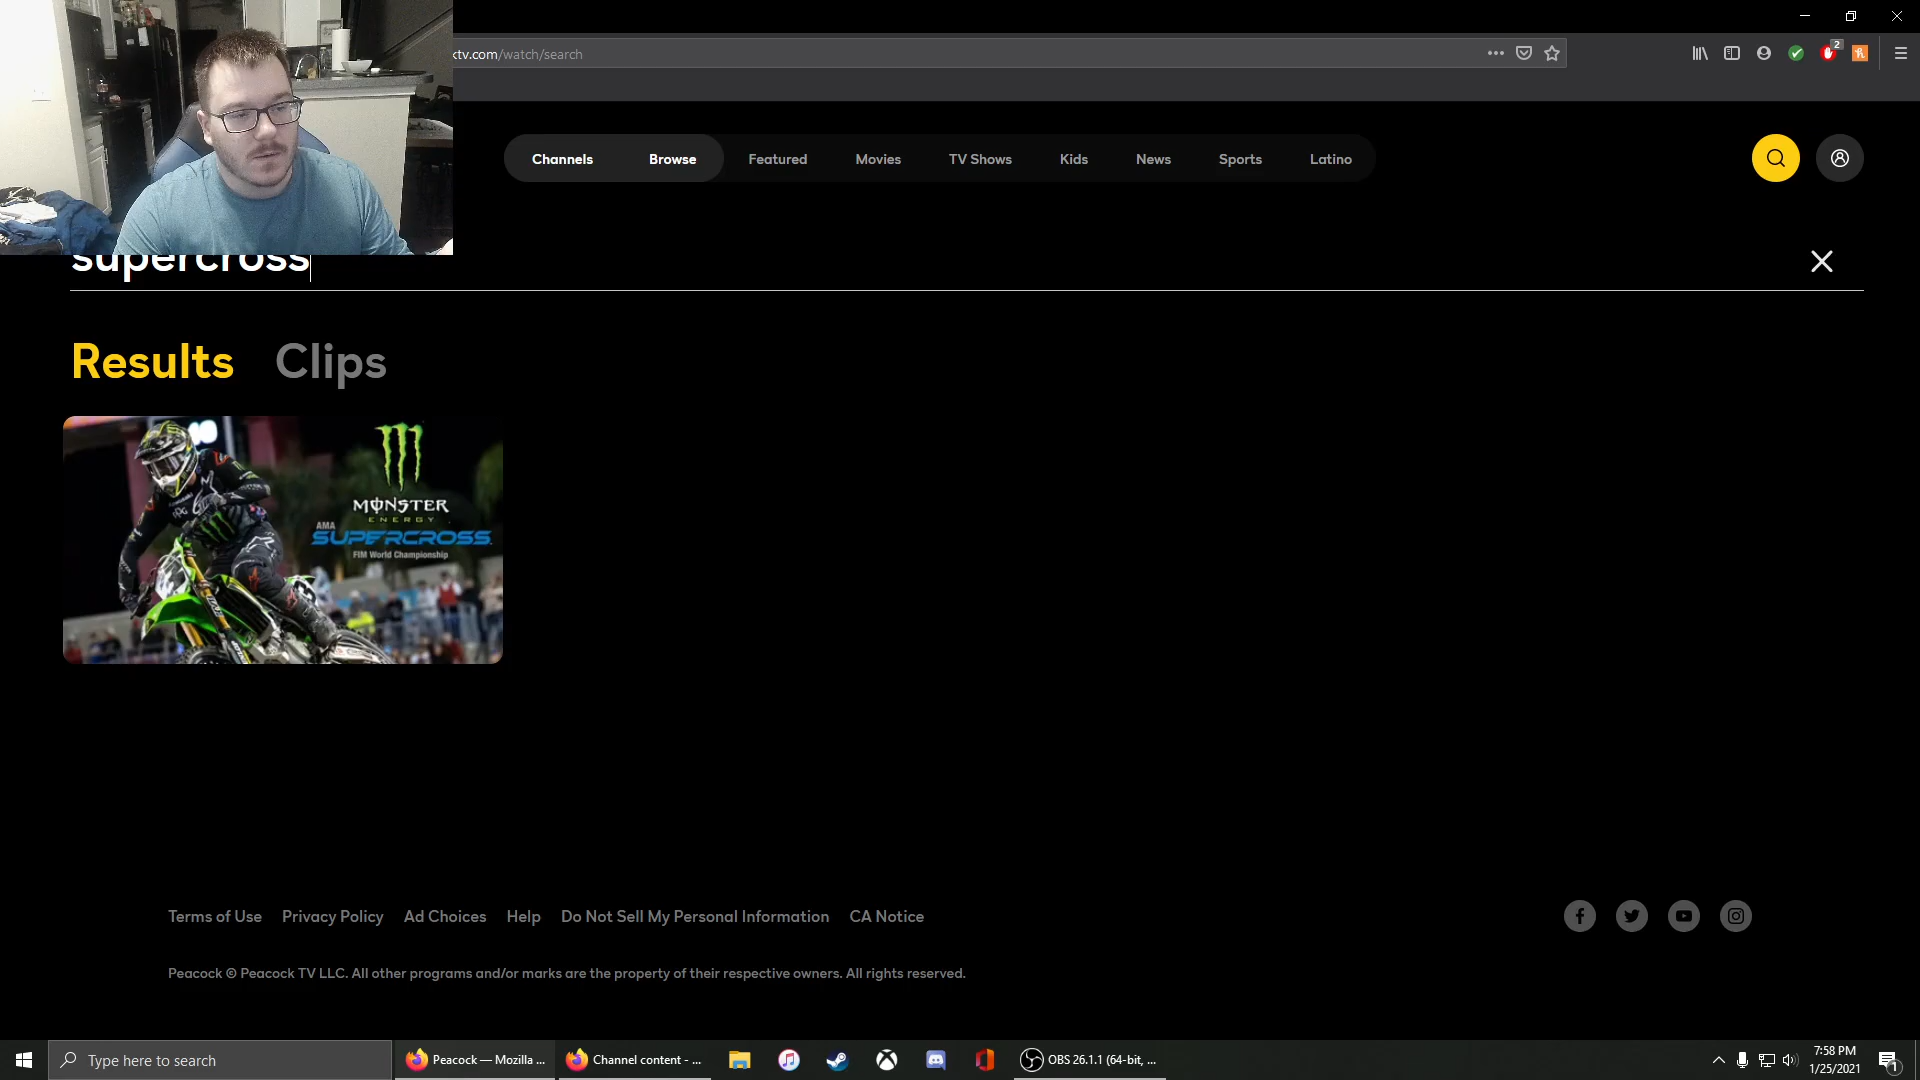 ktv.com/watch/search
2
Channels Browse Featured Movies TV Shows Kids News Sports Latino
supercross
Results Clips
MONSTER
ENERGY
AMA
SUPERCROSS
FIM World Championship
Terms of Use Privacy Policy Ad Choices Help Do Not Sell My Personal Information CA Notice
Peacock © Peacock TV LLC. All other programs and/or marks are the property of their respective owners. All rights reserved.
Type here to search Peacock — Mozilla ... Channel content - ... OBS 26.1.1 (64-bit, ... 7:58 PM
1/25/2021
1